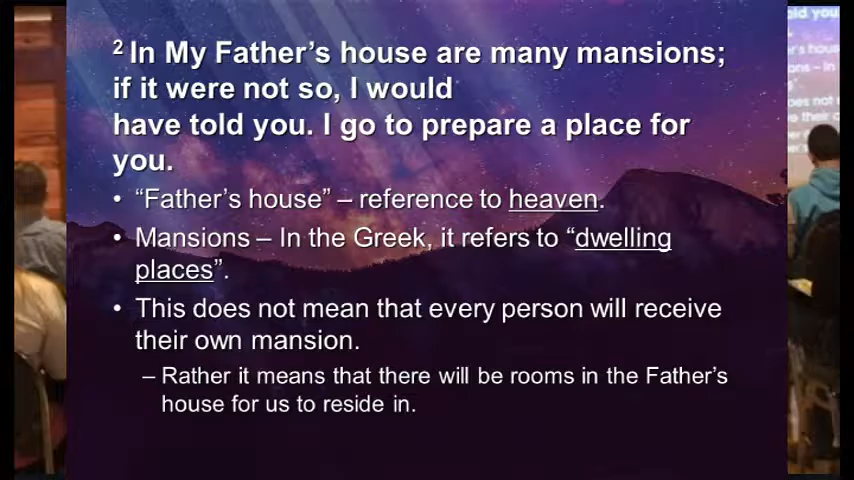 2 In My Father's house are many mansions;
if it were not so, I would
have told you. I go to prepare a place for
you.
• “Father's house” – reference to heaven.
• Mansions – In the Greek, it refers to “dwelling
places”.
• This does not mean that every person will receive
their own mansion.
– Rather it means that there will be rooms in the Father's
house for us to reside in.